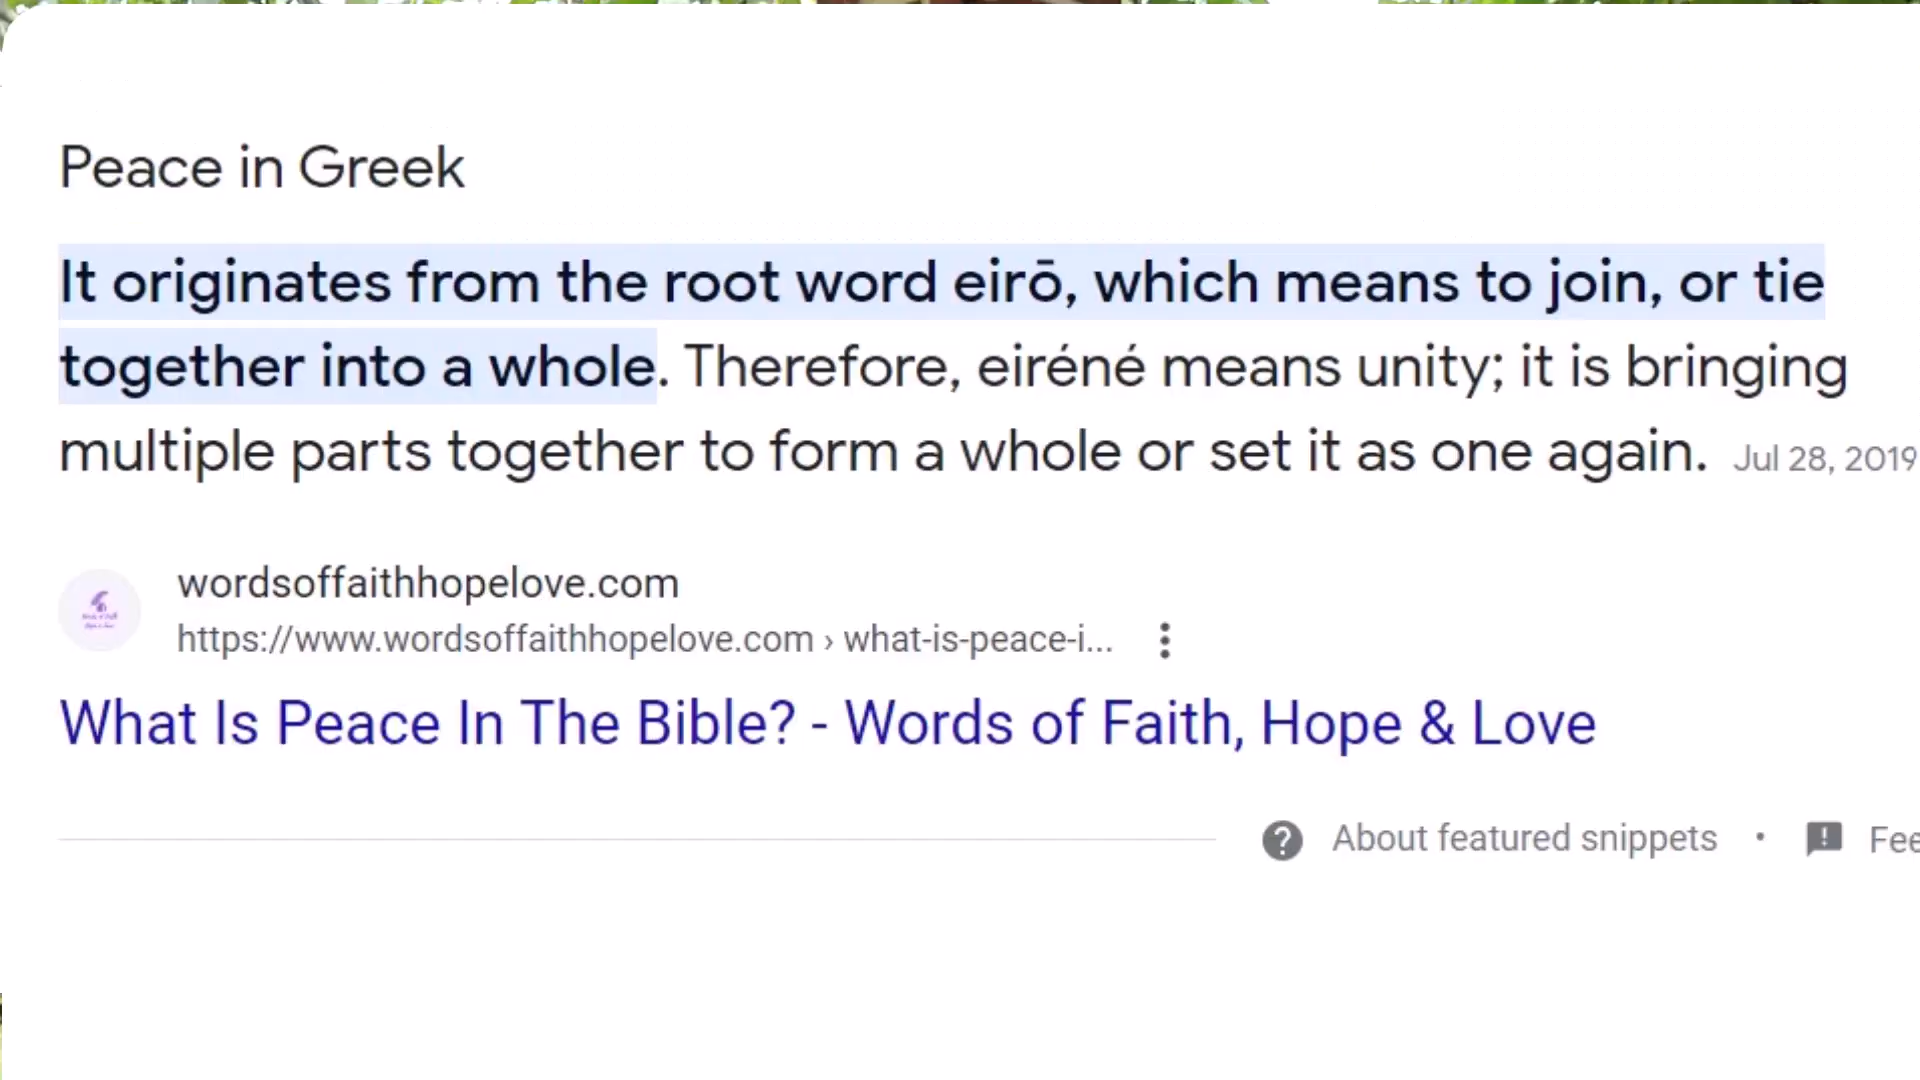 Peace in Greek
It originates from the root word eirō, which means to join, or tie
together into a whole. Therefore, eiréné means unity; it is bringing
multiple parts together to form a whole or set it as one again. Jul 28, 2019
wordsoffaithhopelove.com
https://www.wordsoffaithhopelove.com › what-is-peace-i...
What Is Peace In The Bible? - Words of Faith, Hope & Love
About featured snippets • Fee